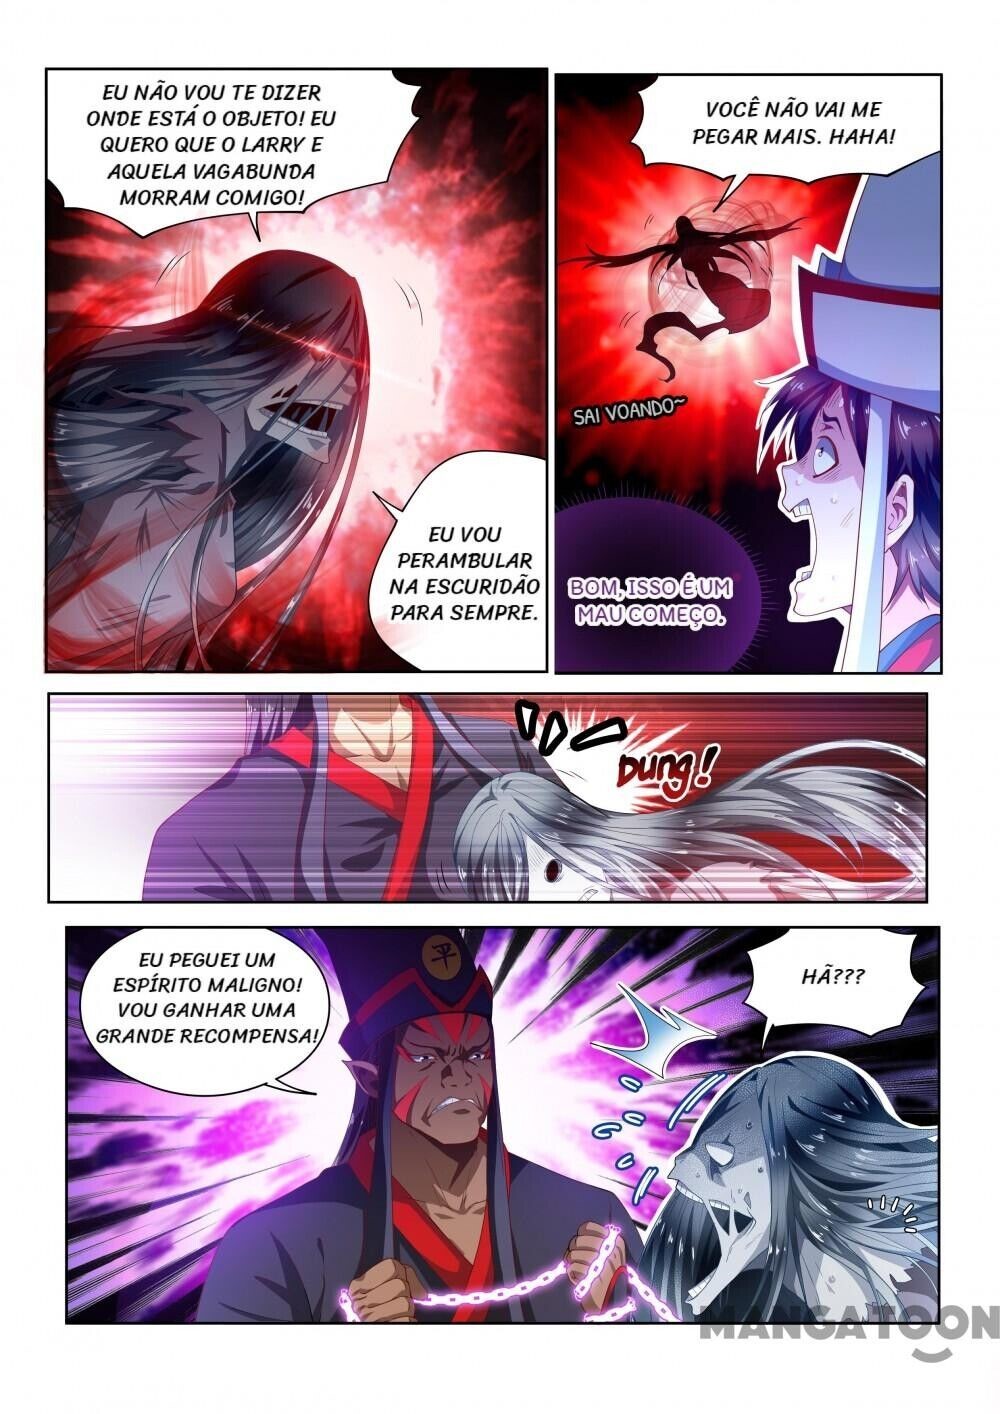 EU NÃO VOU TE DIZER
ONDE ESTÁ O OBJETO! EU
QUERO QUE O LARRY E
AQUELA VAGABUNDA
MORRAM COMIGO!
VOCÊ NÃO VAI ME
PEGAR MAIS. HAHA!
SAI VOANDO~
EU VOU
PERAMBULAR
NA ESCURIDÃO
PARA SEMPRE.
BOM, ISSO É UM
MAU COMEÇO.
DUNG!
EU PEGUEI UM
ESPÍRITO MALIGNO!
VOU GANHAR UMA
GRANDE RECOMPENSA!
平
HÃ???
MANGATOON